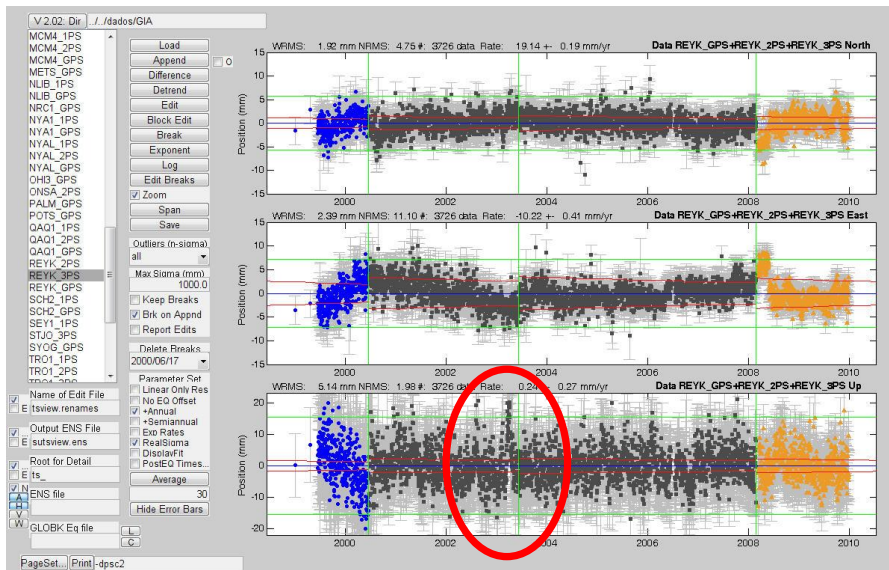 V 2.02: Dir ../../dados/GIA
MCM4_1PS
MCM4_2PS
MCM4_GPS
METS_GPS
NLIB_1PS
NLIB_GPS
NRC1_GPS
NYA1_1PS
NYA1_GPS
NYAL_1PS
NYAL_2PS
NYAL_GPS
OHI3_GPS
ONSA_2PS
PALM_GPS
POTS_GPS
QAQ1_1PS
QAQ1_2PS
QAQ1_GPS
REYK_2PS
REYK_3PS
REYK_GPS
SCH2_1PS
SCH2_GPS
SEY1_1PS
STJO_3PS
SYOG_GPS
TRO1_1PS
TRO1_2PS
Name of Edit File
E tsview.renames
Output ENS File
E sutsview.ens
Root for Detail
E ts_
N ENS file
A
H
V
W
GLOBK Eq file
L
C
PageSet... Print -dpsc2
Load
Append O
Difference
Detrend
Edit
Block Edit
Break
Exponent
Log
Edit Breaks
Zoom
Span
Save
Outliers (n-sigma)
all
Max Sigma (mm)
1000.0
Keep Breaks
Brk on Appnd
Report Edits
Delete Breaks
2000/06/17
Parameter Set
Linear Only Res
No EQ Offset
+Annual
+Semiannual
Exp Rates
RealSigma
DisplayFit
PostEQ Times...
Average
30
Hide Error Bars
WRMS: 1.92 mm NRMS: 4.75 #: 3726 data Rate: 19.14 +- 0.19 mm/yr Data REYK_GPS+REYK_2PS+REYK_3PS North
Position (mm)
15
10
5
0
-5
-10
-15
2000 2002 2004 2006 2008 2010
WRMS: 2.39 mm NRMS: 11.10 #: 3726 data Rate: -10.22 +- 0.41 mm/yr Data REYK_GPS+REYK_2PS+REYK_3PS East
Position (mm)
15
10
5
0
-5
-10
-15
2000 2002 2004 2006 2008 2010
WRMS: 5.14 mm NRMS: 1.98 #: 3726 data Rate: 0.24 +- 0.27 mm/yr Data REYK_GPS+REYK_2PS+REYK_3PS Up
Position (mm)
20
10
0
-10
-20
2000 2002 2004 2006 2008 2010